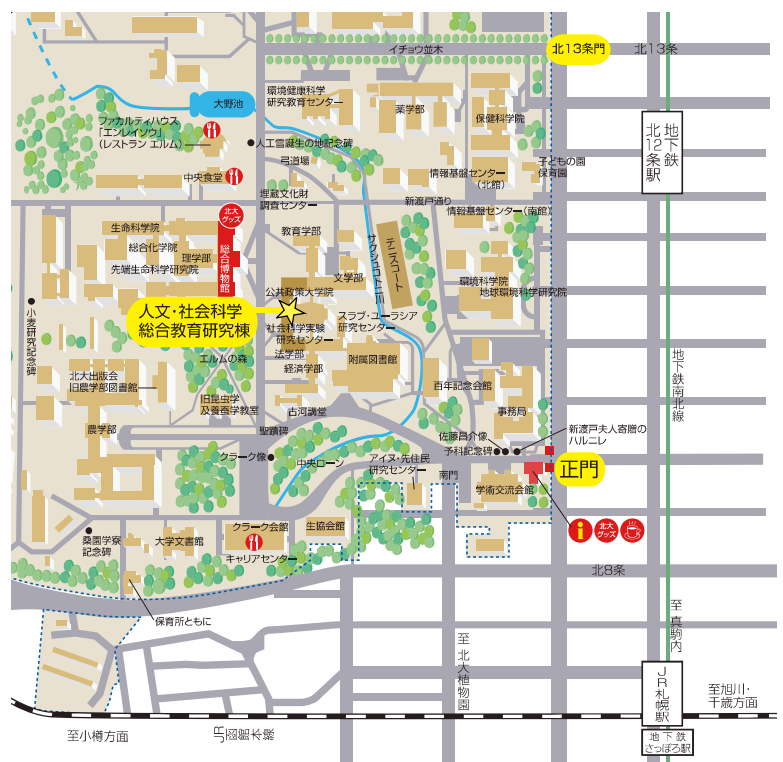 イチョウ並木
北13条門
北13条
大野池
環境健康科学
研究教育センター
薬学部
保健科学院
地下鉄
北12条駅
ファカルティハウス
「エンレイソウ」
(レストラン エルム)
人工雪誕生の地記念碑
弓道場
中央食堂
情報基盤センター
(北館)
子どもの園
保育園
埋蔵文化財
調査センター
新渡戸通り
情報基盤センター(南館)
北大
グッズ
生命科学院
総合化学院
理学部
先端生命科学研究院
総合博物館
教育学部
文学部
サクシュコトニ川
テニスコート
環境科学院
地球環境科学研究院
公共政策大学院
人文・社会科学
総合教育研究棟
スラブ・ユーラシア
研究センター
社会科学実験
研究センター
小麦研究記念碑
エルムの森
法学部
経済学部
附属図書館
地下鉄南北線
北大出版会
旧農学部図書館
百年記念会館
旧昆虫学
及養蚕学教室
古河講堂
事務局
農学部
聖蹟碑
佐藤昌介像
予科記念碑
新渡戸夫人寄贈の
ハルニレ
クラーク像
中央ローン
アイヌ・先住民
研究センター
南門
正門
学術交流会館
北大
グッズ
桑園学寮
記念碑
大学文書館
クラーク会館
生協会館
キャリアセンター
北8条
保育所ともに
至 真駒内
至 北大植物園
JR札幌駅
至旭川・
千歳方面
至小樽方面
JR函館本線
地下鉄
さっぽろ駅